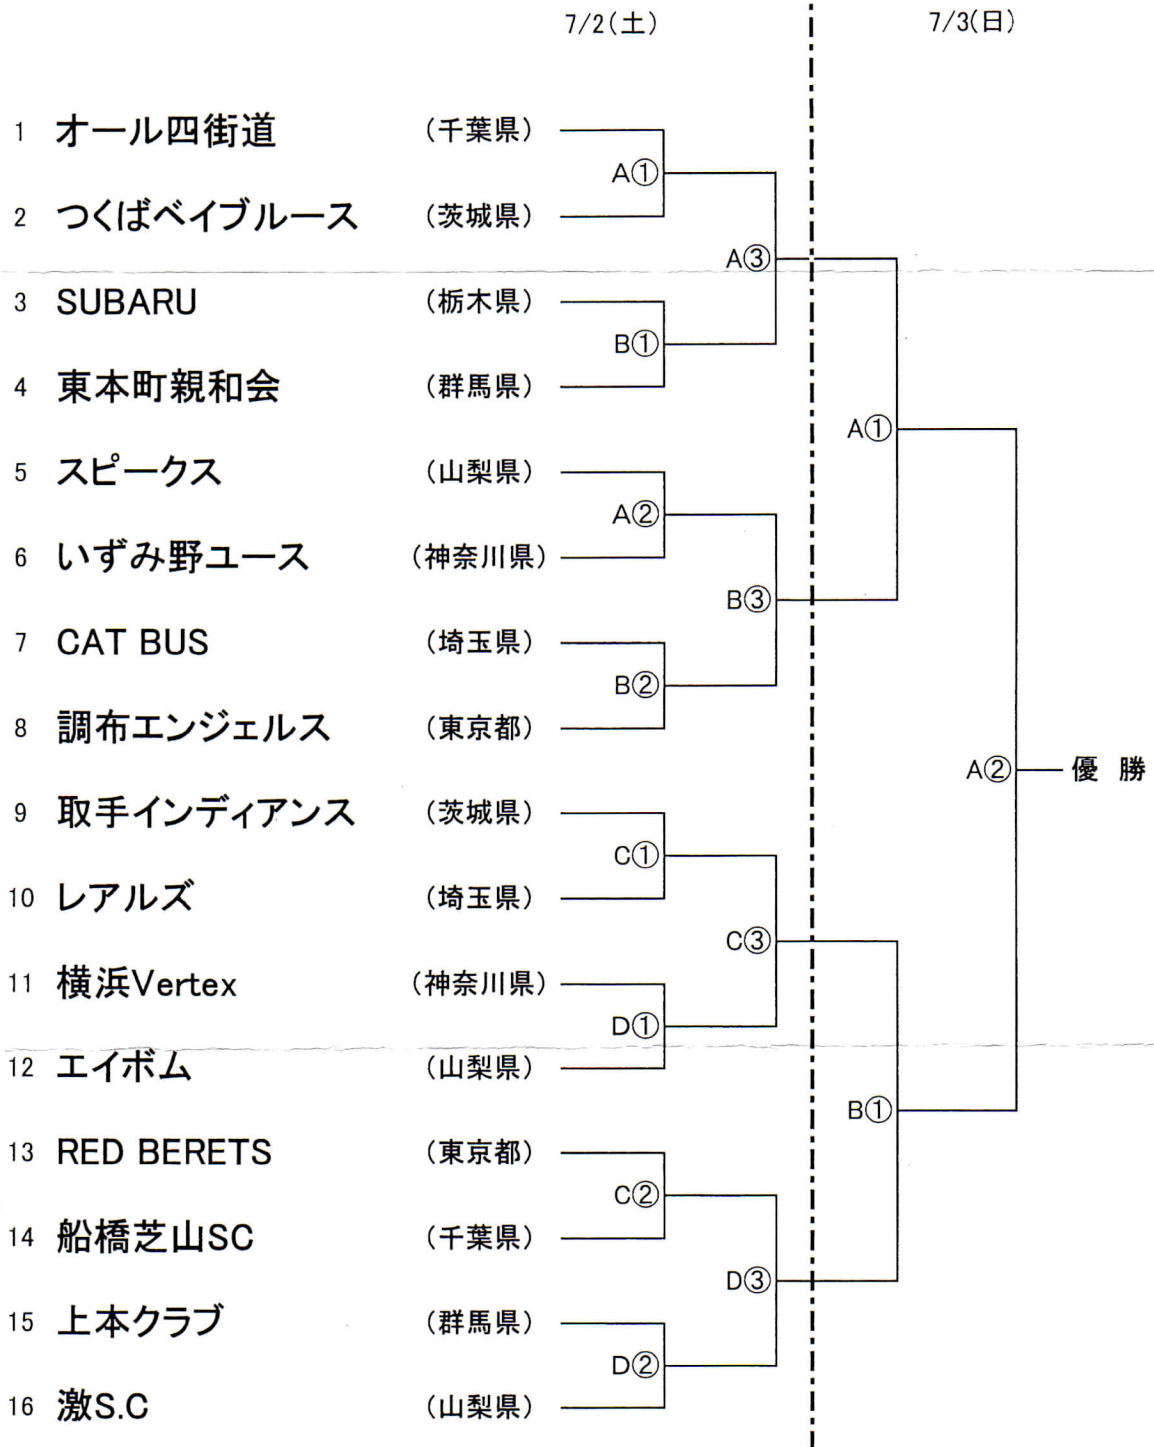 7/2(土) 7/3(日)
1 オール四街道 (千葉県)
A①
2 つくばベイブルース (茨城県)
A③
3 SUBARU (栃木県)
B①
4 東本町親和会 (群馬県)
A①
5 スピークス (山梨県)
A②
6 いずみ野ユース (神奈川県)
B③
7 CAT BUS (埼玉県)
B②
8 調布エンジェルス (東京都)
A② 優 勝
9 取手インディアンス (茨城県)
C①
10 レアルズ (埼玉県)
C③
11 横浜Vertex (神奈川県)
D①
12 エイボム (山梨県)
B①
13 RED BERETS (東京都)
C②
14 船橋芝山SC (千葉県)
D③
15 上本クラブ (群馬県)
D②
16 激S.C (山梨県)